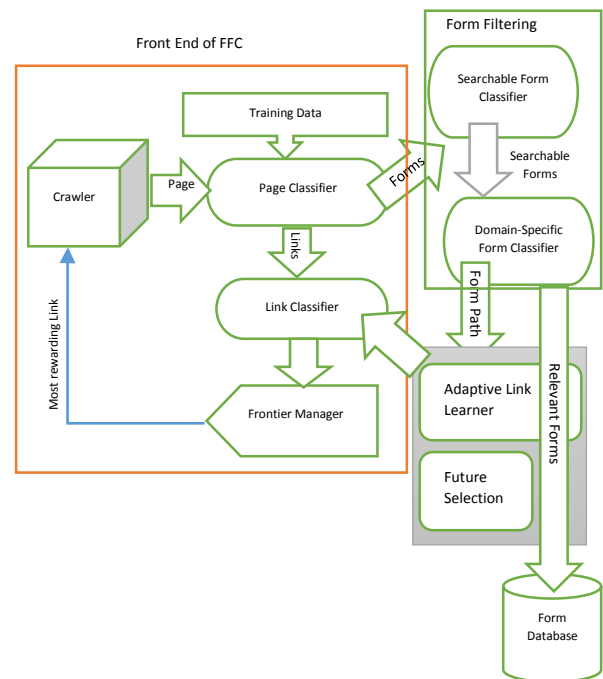 Front End of FFC
Form Filtering
Training Data
Searchable Form
Classifier
Crawler
Page
Page Classifier
Forms
Searchable
Forms
Links
Domain-Specific
Form Classifier
Link Classifier
Form Path
Most rewarding Link
Frontier Manager
Adaptive Link
Learner
Relevant Forms
Future
Selection
Form
Database